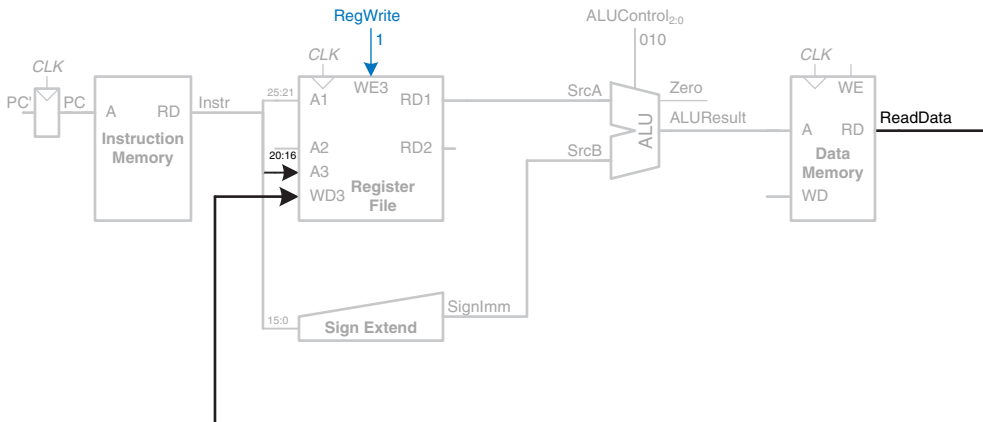 RegWrite
1
ALUControl2:0
010
CLK
CLK
CLK
PC'
PC
A
RD
Instruction
Memory
Instr
25:21
20:16
15:0
A1
A2
A3
WD3
WE3
RD1
RD2
Register
File
Sign Extend
SignImm
SrcA
SrcB
ALU
Zero
ALUResult
WE
A
RD
Data
Memory
WD
ReadData